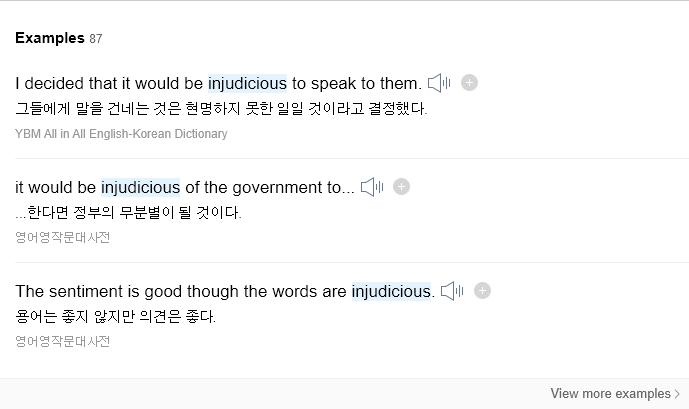 Examples 87
I decided that it would be injudicious to speak to them.
그들에게 말을 건네는 것은 현명하지 못한 일일 것이라고 결정했다.
YBM All in All English-Korean Dictionary
it would be injudicious of the government to...
...한다면 정부의 무분별이 될 것이다.
영어영작문대사전
The sentiment is good though the words are injudicious.
용어는 좋지 않지만 의견은 좋다.
영어영작문대사전
View more examples